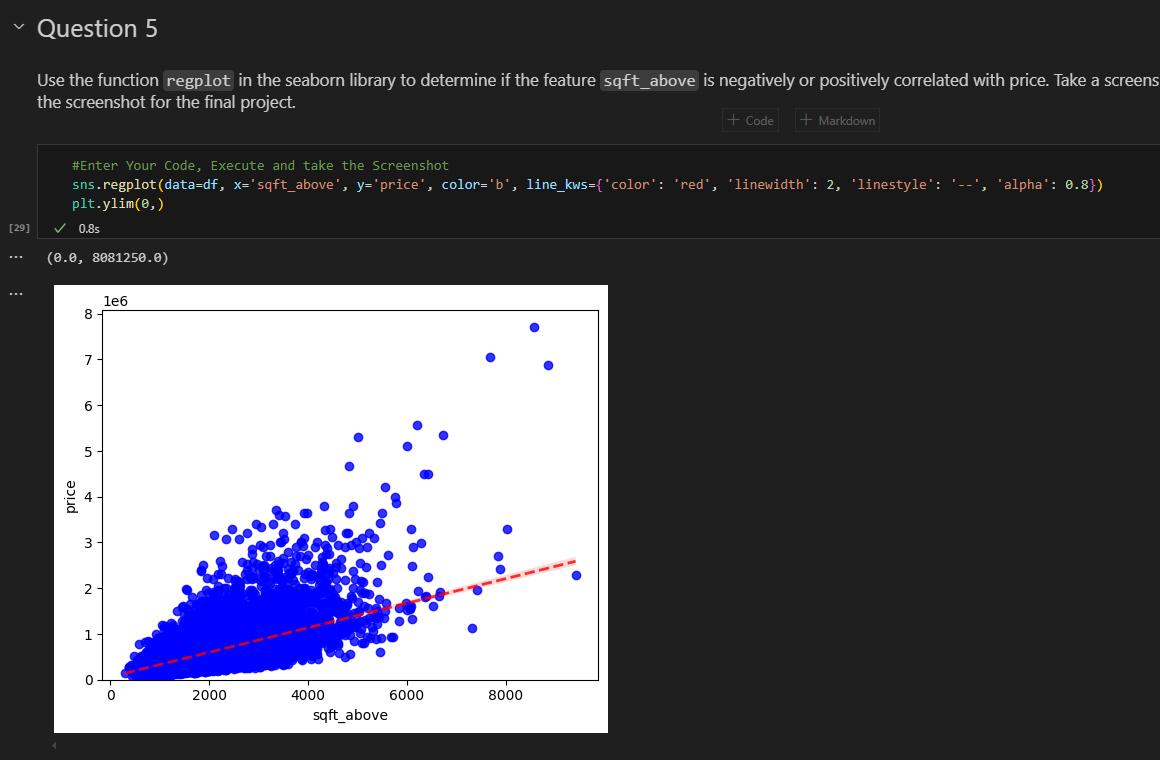 Question 5
Use the function regplot in the seaborn library to determine if the feature sqft_above is negatively or positively correlated with price. Take a screens
the screenshot for the final project.
+ Code + Markdown
#Enter Your Code, Execute and take the Screenshot
sns.regplot(data=df, x='sqft_above', y='price', color='b', line_kws={'color': 'red', 'linewidth': 2, 'linestyle': '--', 'alpha': 0.8})
plt.ylim(0,)
[29] ✓ 0.8s
... (0.0, 8081250.0)
...
1e6
8
7
6
5
4
3
2
1
0
price
0 2000 4000 6000 8000
sqft_above